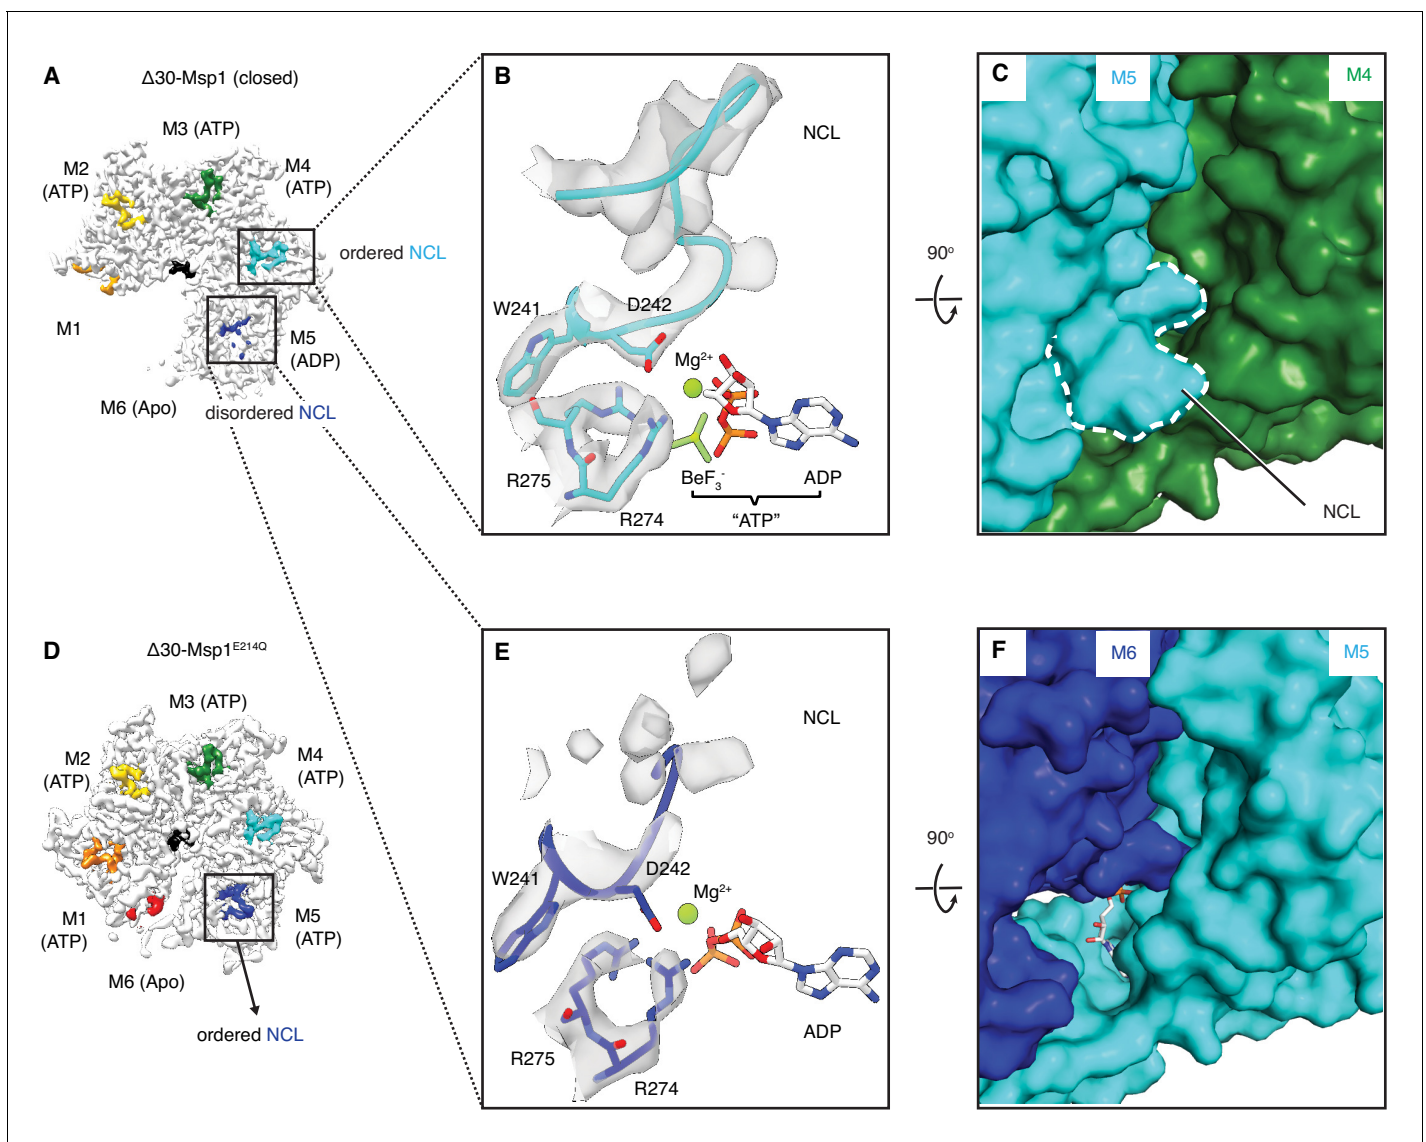 A
Δ30-Msp1 (closed)
M3 (ATP)
M2
(ATP)
M4
(ATP)
ordered NCL
M1
M5
(ADP)
M6 (Apo)
disordered NCL
B
NCL
W241
D242
Mg2+
R275
BeF3-
ADP
R274
“ATP”
90o
C
M5
M4
NCL
D
Δ30-Msp1E214Q
M3 (ATP)
M2
(ATP)
M4
(ATP)
M1
(ATP)
M5
(ATP)
M6 (Apo)
ordered NCL
E
NCL
W241
D242
Mg2+
R275
ADP
R274
90o
F
M6
M5